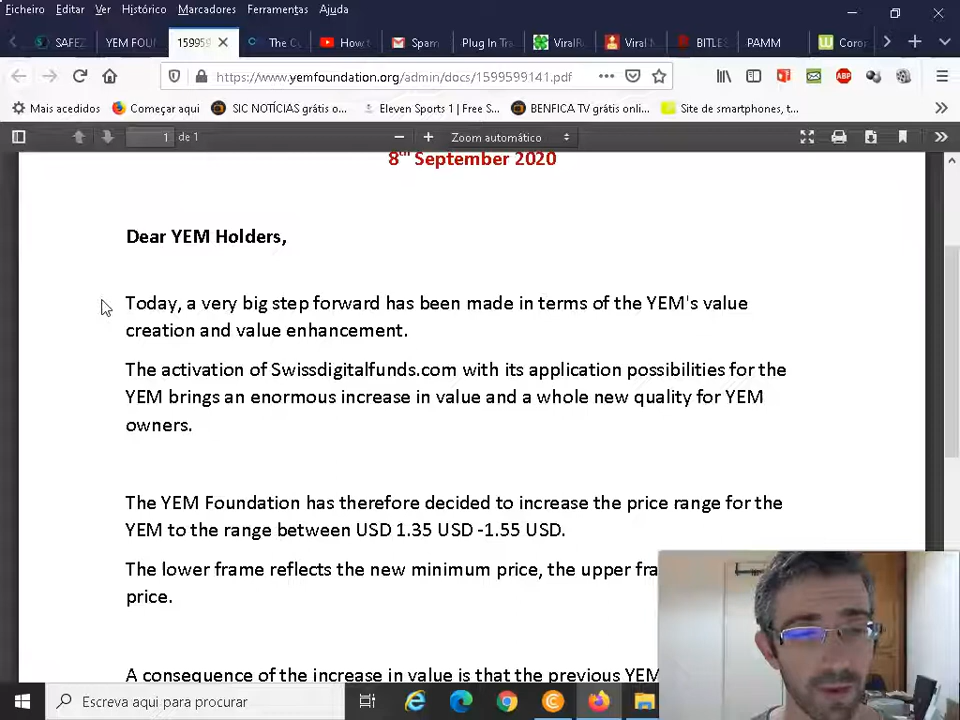 Ficheiro Editar Ver Histórico Marcadores Ferramentas Ajuda
SAFEZ YEM FOU 159959 The C How t Spam Plug In Tra ViralR Viral M BITLES PAMM Coror
https://www.yemfoundation.org/admin/docs/1599599141.pdf
ABP
Mais acedidos Começar aqui SIC NOTÍCIAS grátis o... Eleven Sports 1 | Free S... BENFICA TV grátis onli... Site de smartphones, t...
1 de 1 Zoom automático
8th September 2020
Dear YEM Holders,
Today, a very big step forward has been made in terms of the YEM's value
creation and value enhancement.
The activation of Swissdigitalfunds.com with its application possibilities for the
YEM brings an enormous increase in value and a whole new quality for YEM
owners.
The YEM Foundation has therefore decided to increase the price range for the
YEM to the range between USD 1.35 USD -1.55 USD.
The lower frame reflects the new minimum price, the upper fra
price.
A consequence of the increase in value is that the previous YEM
Escreva aqui para procurar